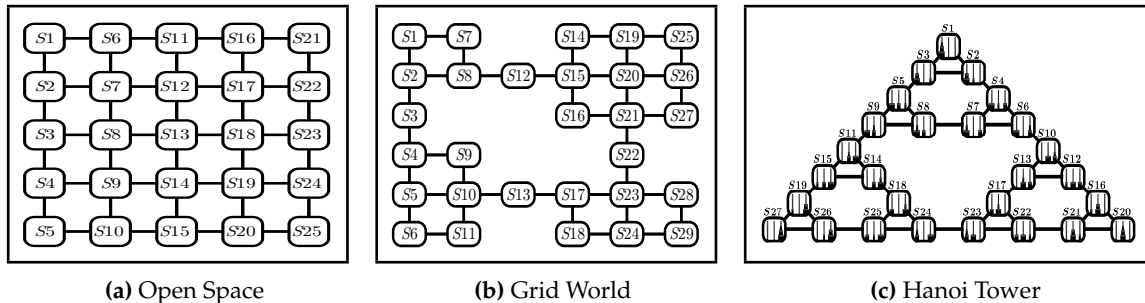 S1 S6 S11 S16 S21
S2 S7 S12 S17 S22
S3 S8 S13 S18 S23
S4 S9 S14 S19 S24
S5 S10 S15 S20 S25
(a) Open Space
S1 S7 S14 S19 S25
S2 S8 S12 S15 S20 S26
S3 S16 S21 S27
S4 S9 S22
S5 S10 S13 S17 S23 S28
S6 S11 S18 S24 S29
(b) Grid World
S1
S3 S2
S5 S4
S9 S8 S7 S6
S11 S10
S15 S14 S13 S12
S19 S18 S17 S16
S27 S26 S25 S24 S23 S22 S21 S20
(c) Hanoi Tower